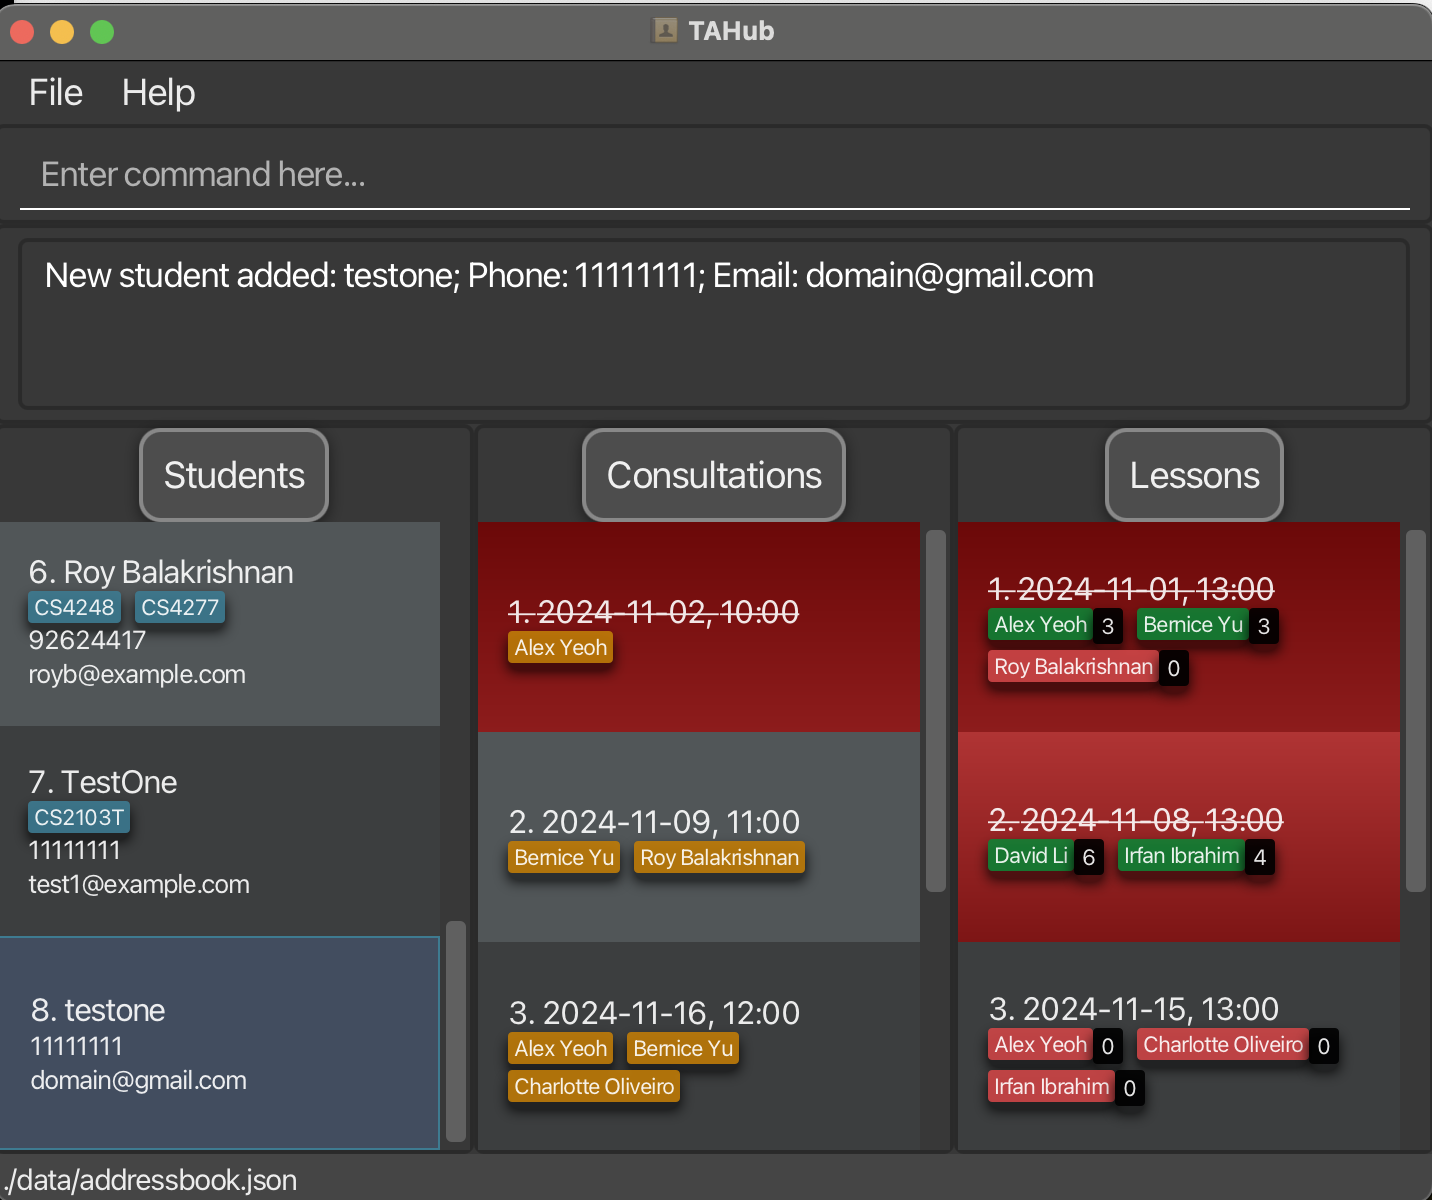 TAHub
File Help
Enter command here...
New student added: testone; Phone: 11111111; Email: domain@gmail.com
Students
6. Roy Balakrishnan
CS4248 CS4277
92624417
royb@example.com
7. TestOne
CS2103T
11111111
test1@example.com
8. testone
11111111
domain@gmail.com
Consultations
1. 2024-11-02, 10:00
Alex Yeoh
2. 2024-11-09, 11:00
Bernice Yu Roy Balakrishnan
3. 2024-11-16, 12:00
Alex Yeoh Bernice Yu
Charlotte Oliveiro
Lessons
1. 2024-11-01, 13:00
Alex Yeoh 3 Bernice Yu 3
Roy Balakrishnan 0
2. 2024-11-08, 13:00
David Li 6 Irfan Ibrahim 4
3. 2024-11-15, 13:00
Alex Yeoh 0 Charlotte Oliveiro 0
Irfan Ibrahim 0
./data/addressbook.json